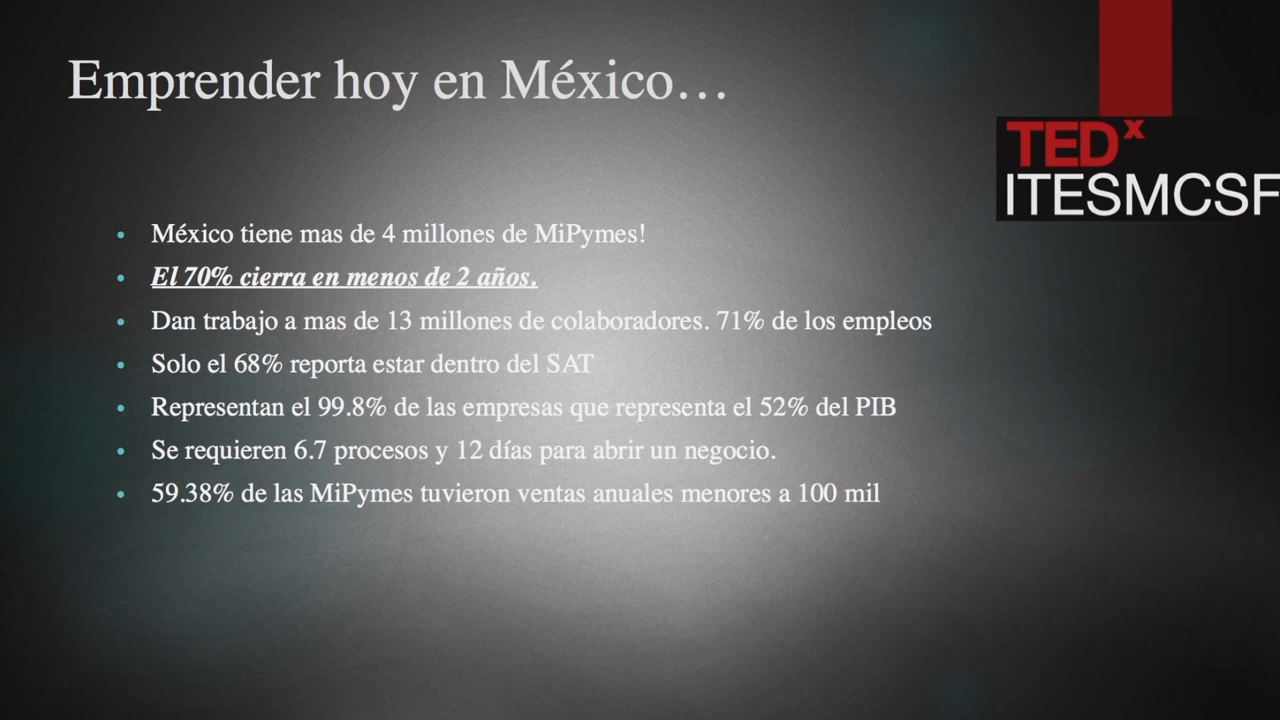 Emprender hoy en México…
TEDx
ITESMCSF
• México tiene mas de 4 millones de MiPymes!
• El 70% cierra en menos de 2 años.
• Dan trabajo a mas de 13 millones de colaboradores. 71% de los empleos
• Solo el 68% reporta estar dentro del SAT
• Representan el 99.8% de las empresas que representa el 52% del PIB
• Se requieren 6.7 procesos y 12 días para abrir un negocio.
• 59.38% de las MiPymes tuvieron ventas anuales menores a 100 mil